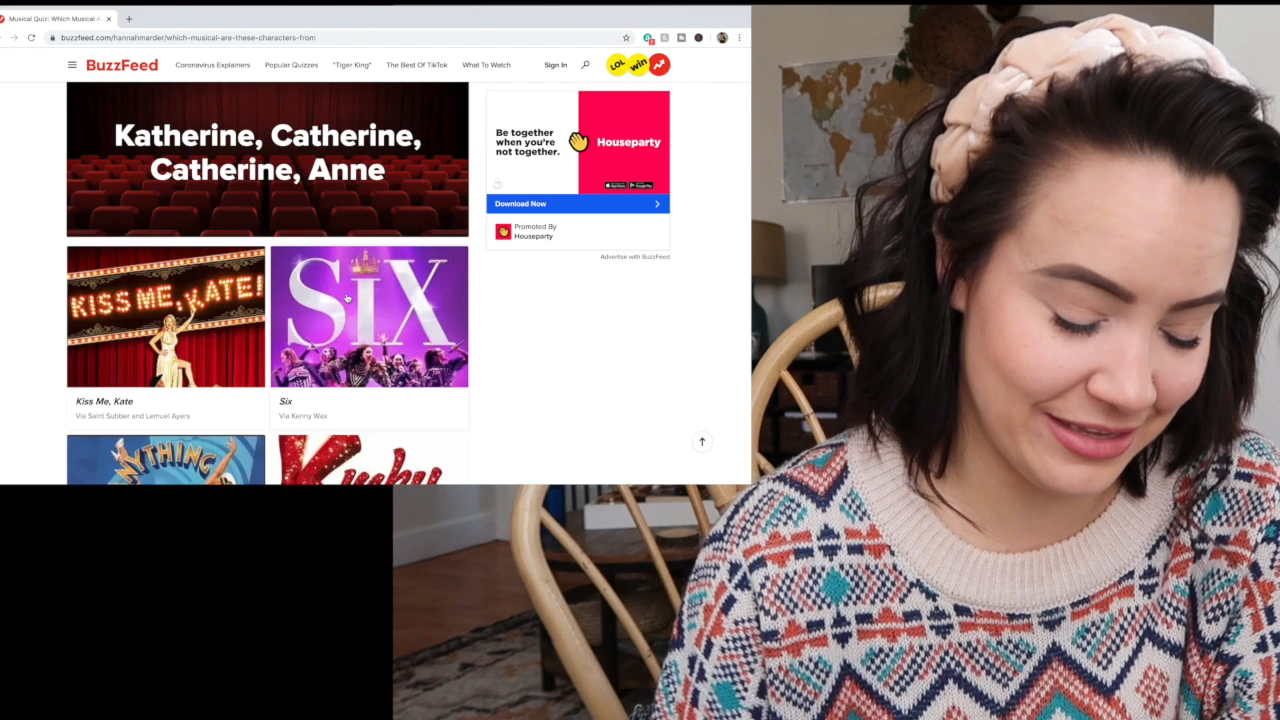 Musical Quiz: Which Musical
buzzfeed.com/hannahmarder/which-musical-are-these-characters-from
BuzzFeed
Coronavirus Explainers
Popular Quizzes
"Tiger King"
The Best Of TikTok
What To Watch
Sign In
LOL
win
Katherine, Catherine,
Catherine, Anne
Be together
when you're
not together.
Houseparty
Download Now
Promoted By
Houseparty
Advertise with BuzzFeed
KISS ME, KATE!
SIX
Kiss Me, Kate
Via Saint Subber and Lemuel Ayers
Six
Via Kenny Wax
ANYTHING
Kinky